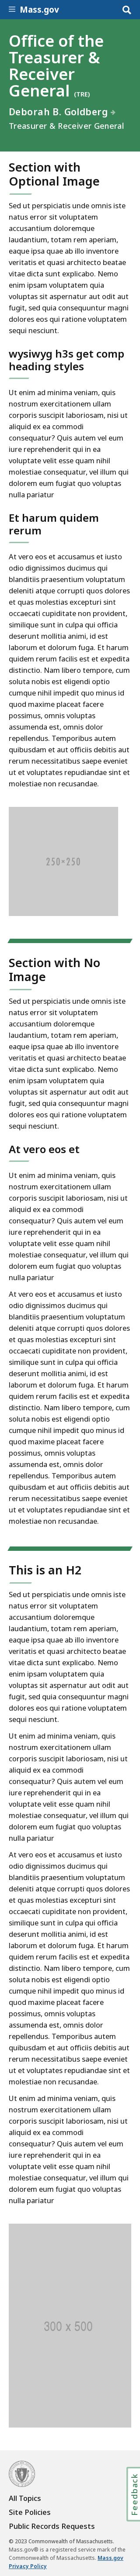 Mass.gov
Office of the
Treasurer &
Receiver
General (TRE)
Deborah B. Goldberg
Treasurer & Receiver General
Section with
Optional Image
Sed ut perspiciatis unde omnis iste
natus error sit voluptatem
accusantium doloremque
laudantium, totam rem aperiam,
eaque ipsa quae ab illo inventore
veritatis et quasi architecto beatae
vitae dicta sunt explicabo. Nemo
enim ipsam voluptatem quia
voluptas sit aspernatur aut odit aut
fugit, sed quia consequuntur magni
dolores eos qui ratione voluptatem
sequi nesciunt.
wysiwyg h3s get comp
heading styles
Ut enim ad minima veniam, quis
nostrum exercitationem ullam
corporis suscipit laboriosam, nisi ut
aliquid ex ea commodi
consequatur? Quis autem vel eum
iure reprehenderit qui in ea
voluptate velit esse quam nihil
molestiae consequatur, vel illum qui
dolorem eum fugiat quo voluptas
nulla pariatur
Et harum quidem
rerum
At vero eos et accusamus et iusto
odio dignissimos ducimus qui
blanditiis praesentium voluptatum
deleniti atque corrupti quos dolores
et quas molestias excepturi sint
occaecati cupiditate non provident,
similique sunt in culpa qui officia
deserunt mollitia animi, id est
laborum et dolorum fuga. Et harum
quidem rerum facilis est et expedita
distinctio. Nam libero tempore, cum
soluta nobis est eligendi optio
cumque nihil impedit quo minus id
quod maxime placeat facere
possimus, omnis voluptas
assumenda est, omnis dolor
repellendus. Temporibus autem
quibusdam et aut officiis debitis aut
rerum necessitatibus saepe eveniet
ut et voluptates repudiandae sint et
molestiae non recusandae.
250×250
Section with No
Image
Sed ut perspiciatis unde omnis iste
natus error sit voluptatem
accusantium doloremque
laudantium, totam rem aperiam,
eaque ipsa quae ab illo inventore
veritatis et quasi architecto beatae
vitae dicta sunt explicabo. Nemo
enim ipsam voluptatem quia
voluptas sit aspernatur aut odit aut
fugit, sed quia consequuntur magni
dolores eos qui ratione voluptatem
sequi nesciunt.
At vero eos et
Ut enim ad minima veniam, quis
nostrum exercitationem ullam
corporis suscipit laboriosam, nisi ut
aliquid ex ea commodi
consequatur? Quis autem vel eum
iure reprehenderit qui in ea
voluptate velit esse quam nihil
molestiae consequatur, vel illum qui
dolorem eum fugiat quo voluptas
nulla pariatur
At vero eos et accusamus et iusto
odio dignissimos ducimus qui
blanditiis praesentium voluptatum
deleniti atque corrupti quos dolores
et quas molestias excepturi sint
occaecati cupiditate non provident,
similique sunt in culpa qui officia
deserunt mollitia animi, id est
laborum et dolorum fuga. Et harum
quidem rerum facilis est et expedita
distinctio. Nam libero tempore, cum
soluta nobis est eligendi optio
cumque nihil impedit quo minus id
quod maxime placeat facere
possimus, omnis voluptas
assumenda est, omnis dolor
repellendus. Temporibus autem
quibusdam et aut officiis debitis aut
rerum necessitatibus saepe eveniet
ut et voluptates repudiandae sint et
molestiae non recusandae.
This is an H2
Sed ut perspiciatis unde omnis iste
natus error sit voluptatem
accusantium doloremque
laudantium, totam rem aperiam,
eaque ipsa quae ab illo inventore
veritatis et quasi architecto beatae
vitae dicta sunt explicabo. Nemo
enim ipsam voluptatem quia
voluptas sit aspernatur aut odit aut
fugit, sed quia consequuntur magni
dolores eos qui ratione voluptatem
sequi nesciunt.
Ut enim ad minima veniam, quis
nostrum exercitationem ullam
corporis suscipit laboriosam, nisi ut
aliquid ex ea commodi
consequatur? Quis autem vel eum
iure reprehenderit qui in ea
voluptate velit esse quam nihil
molestiae consequatur, vel illum qui
dolorem eum fugiat quo voluptas
nulla pariatur
At vero eos et accusamus et iusto
odio dignissimos ducimus qui
blanditiis praesentium voluptatum
deleniti atque corrupti quos dolores
et quas molestias excepturi sint
occaecati cupiditate non provident,
similique sunt in culpa qui officia
deserunt mollitia animi, id est
laborum et dolorum fuga. Et harum
quidem rerum facilis est et expedita
distinctio. Nam libero tempore, cum
soluta nobis est eligendi optio
cumque nihil impedit quo minus id
quod maxime placeat facere
possimus, omnis voluptas
assumenda est, omnis dolor
repellendus. Temporibus autem
quibusdam et aut officiis debitis aut
rerum necessitatibus saepe eveniet
ut et voluptates repudiandae sint et
molestiae non recusandae.
Ut enim ad minima veniam, quis
nostrum exercitationem ullam
corporis suscipit laboriosam, nisi ut
aliquid ex ea commodi
consequatur? Quis autem vel eum
iure reprehenderit qui in ea
voluptate velit esse quam nihil
molestiae consequatur, vel illum qui
dolorem eum fugiat quo voluptas
nulla pariatur
300 x 500
Feedback
All Topics
Site Policies
Public Records Requests
© 2023 Commonwealth of Massachusetts.
Mass.gov® is a registered service mark of the
Commonwealth of Massachusetts. Mass.gov
Privacy Policy